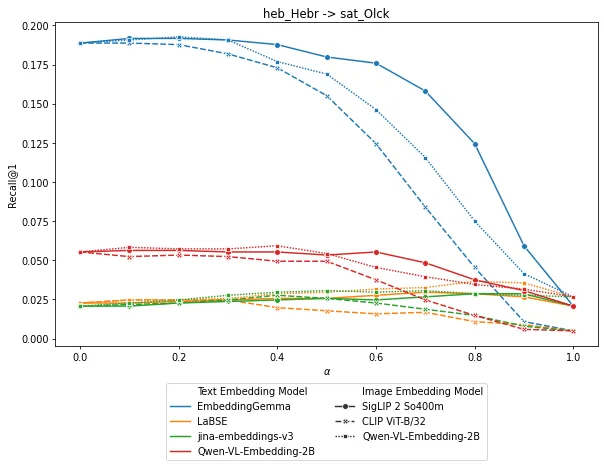 heb_Hebr -> sat_Olck
0.200
0.175
0.150
0.125
0.100
0.075
0.050
0.025
0.000
Recall@1
0.0 0.2 0.4 0.6 0.8 1.0
α
Text Embedding Model Image Embedding Model
EmbeddingGemma SigLIP 2 So400m
LaBSE CLIP ViT-B/32
jina-embeddings-v3 Qwen-VL-Embedding-2B
Qwen-VL-Embedding-2B